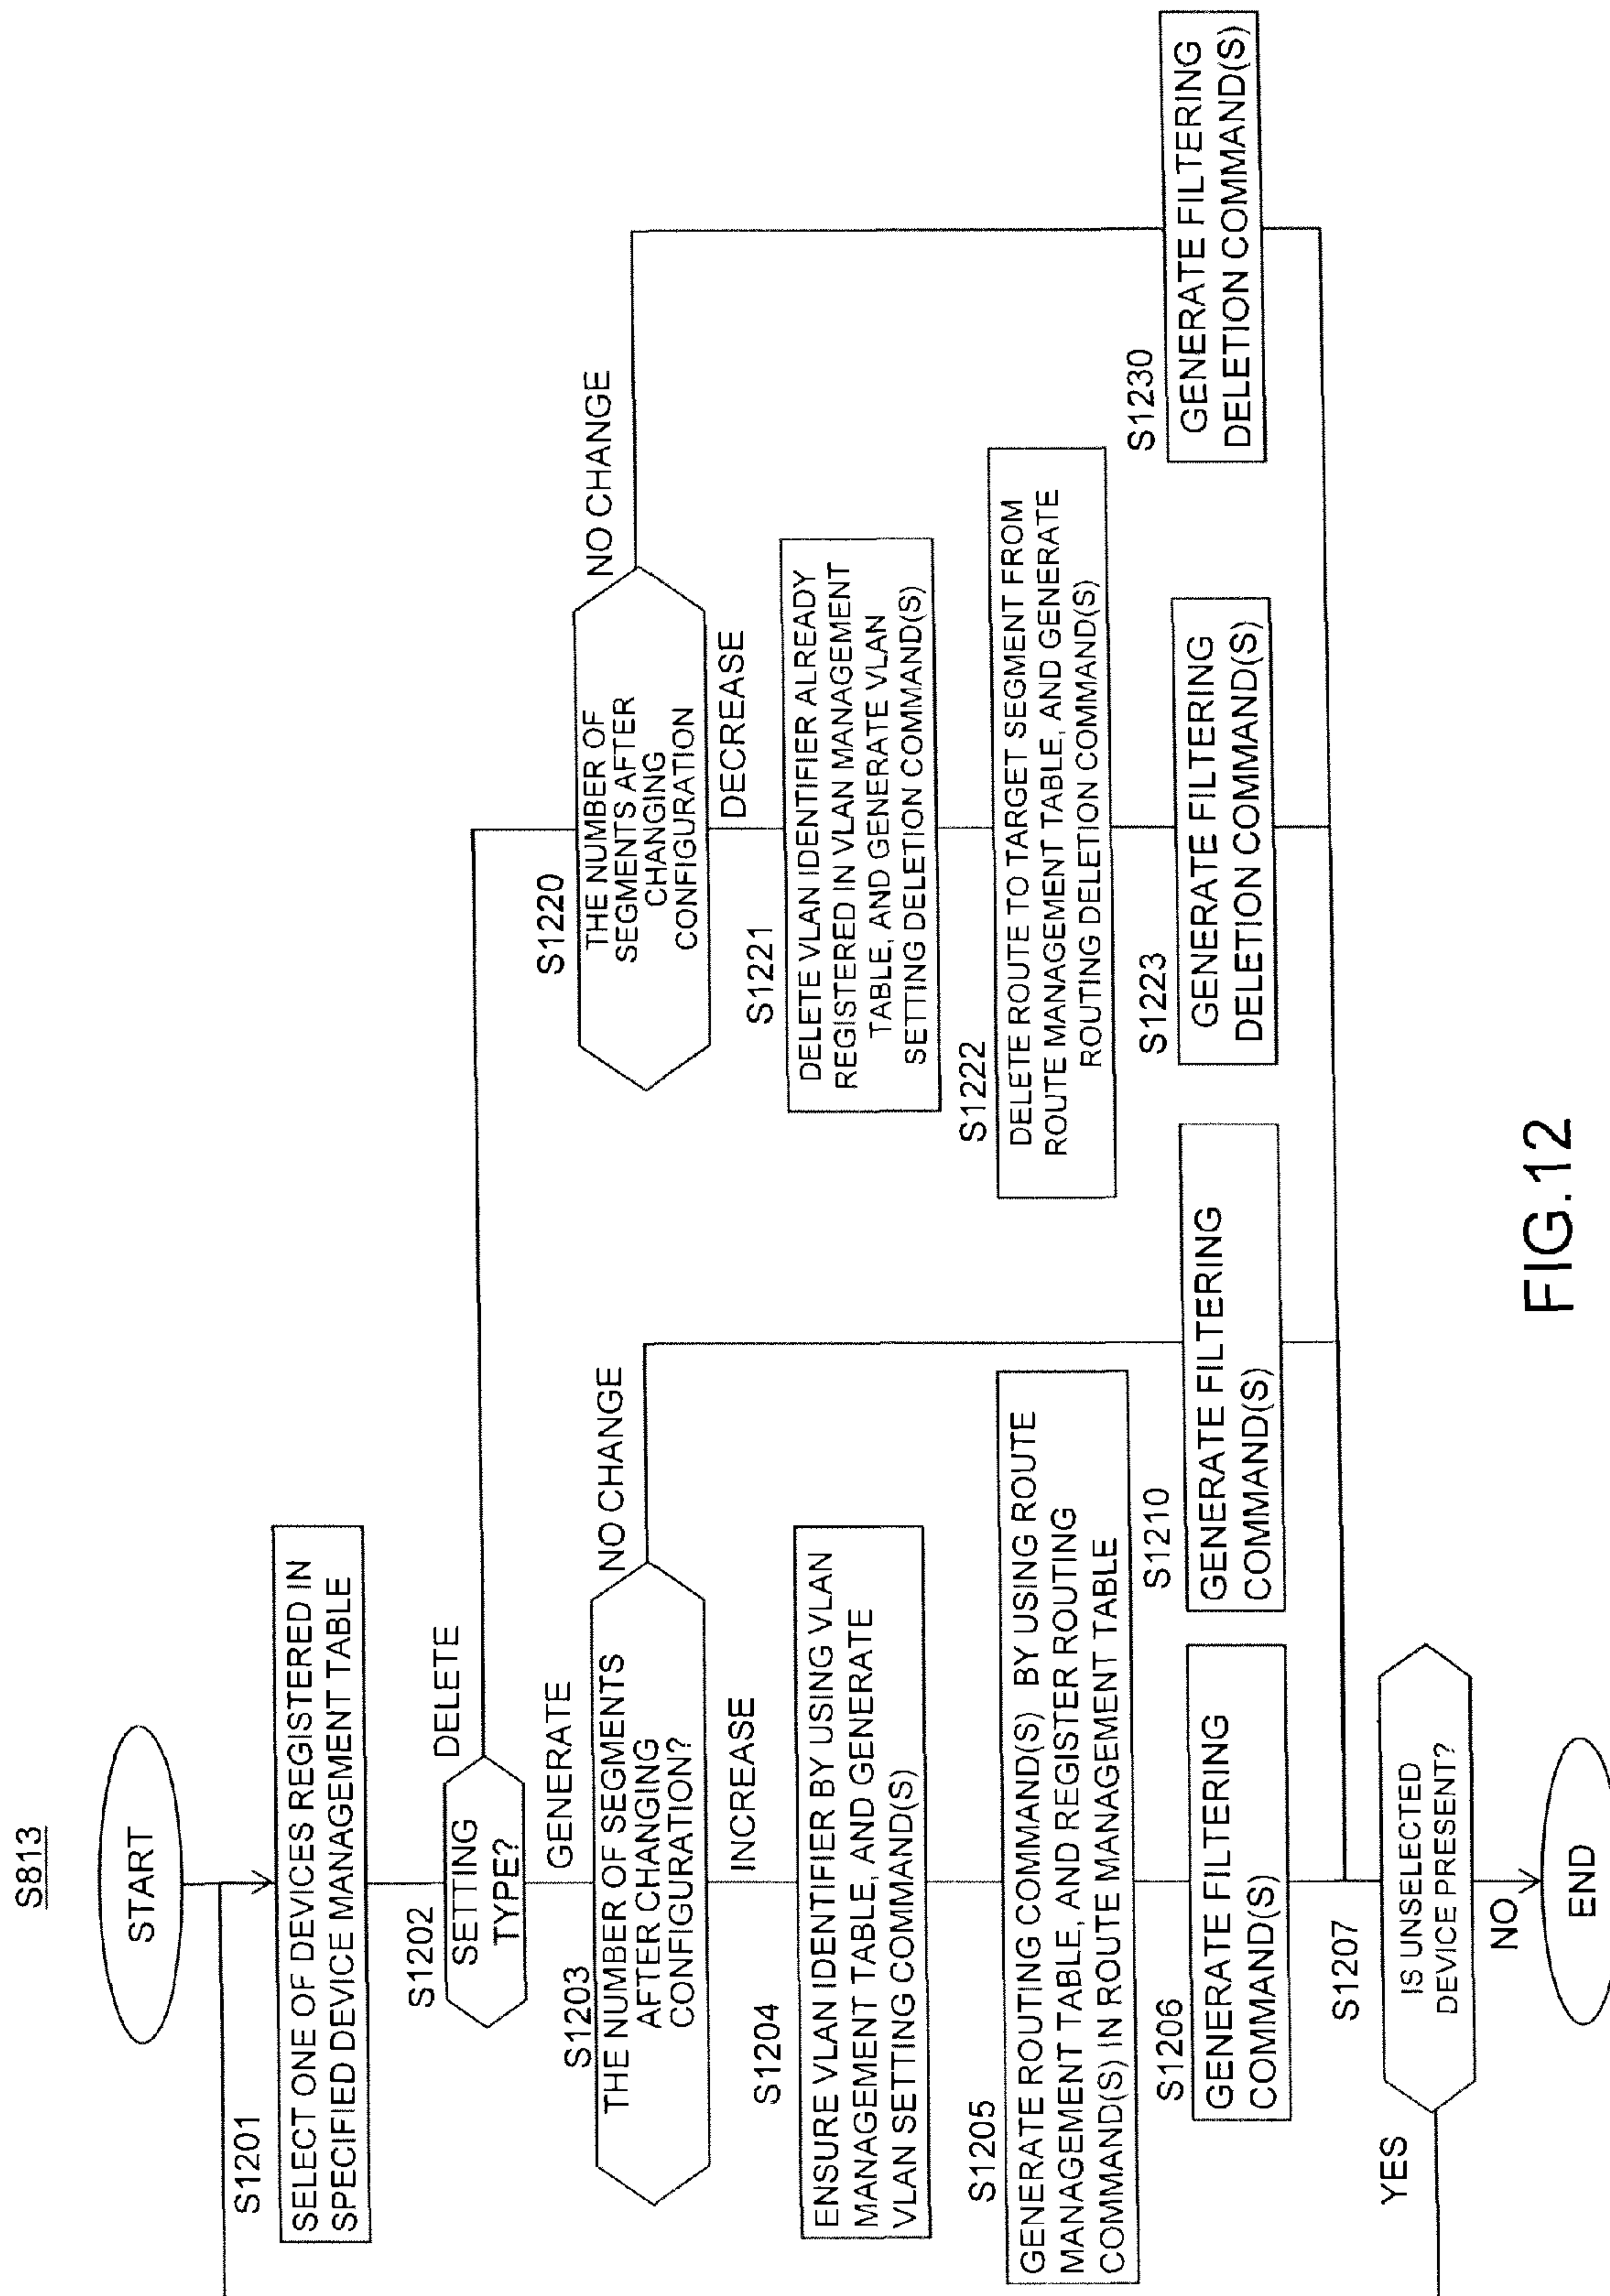 S813
START
S1201
SELECT ONE OF DEVICES REGISTERED IN
SPECIFIED DEVICE MANAGEMENT TABLE
S1202
SETTING
TYPE?
DELETE
GENERATE
S1203
THE NUMBER OF SEGMENTS
AFTER CHANGING
CONFIGURATION?
NO CHANGE
INCREASE
S1204
ENSURE VLAN IDENTIFIER BY USING VLAN
MANAGEMENT TABLE, AND GENERATE
VLAN SETTING COMMAND(S)
S1205
GENERATE ROUTING COMMAND(S) BY USING ROUTE
MANAGEMENT TABLE, AND REGISTER ROUTING
COMMAND(S) IN ROUTE MANAGEMENT TABLE
S1206
GENERATE FILTERING
COMMAND(S)
S1210
GENERATE FILTERING
COMMAND(S)
S1207
IS UNSELECTED
DEVICE PRESENT?
YES
NO
END
S1220
THE NUMBER OF
SEGMENTS AFTER
CHANGING
CONFIGURATION
NO CHANGE
DECREASE
S1221
DELETE VLAN IDENTIFIER ALREADY
REGISTERED IN VLAN MANAGEMENT
TABLE, AND GENERATE VLAN
SETTING DELETION COMMAND(S)
S1222
DELETE ROUTE TO TARGET SEGMENT FROM
ROUTE MANAGEMENT TABLE, AND GENERATE
ROUTING DELETION COMMAND(S)
S1223
GENERATE FILTERING
DELETION COMMAND(S)
S1230
GENERATE FILTERING
DELETION COMMAND(S)
FIG.12